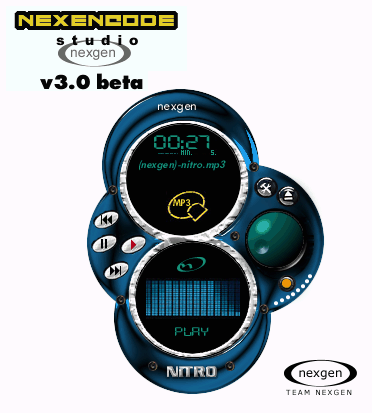 NEXENCODE
studio
nexgen
v3.0 beta
nexgen
00:27
MIN. S.
(nexgen)-nitro.mp3
MP3
PLAY
NITRO
nexgen
TEAM NEXGEN